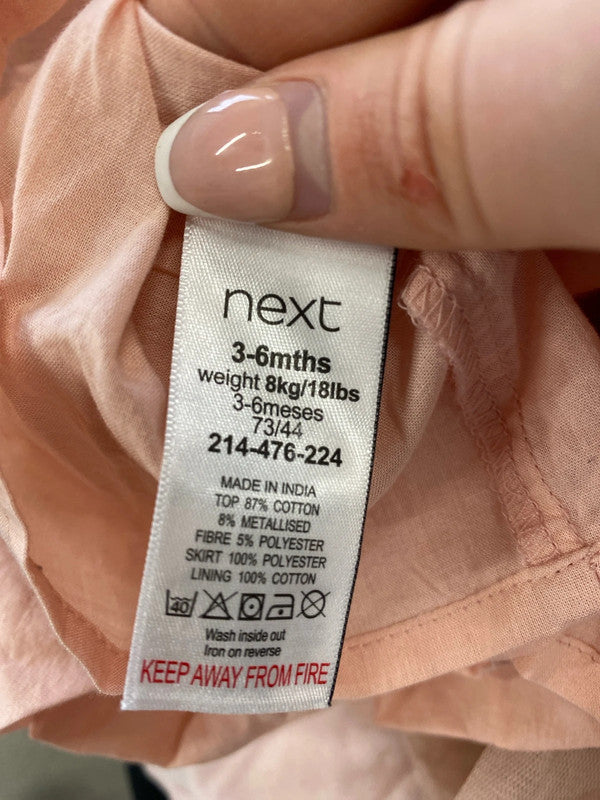 next
3-6mths
weight 8kg/18lbs
3-6meses
73/44
214-476-224
MADE IN INDIA
TOP 87% COTTON
8% METALLISED
FIBRE 5% POLYESTER
SKIRT 100% POLYESTER
LINING 100% COTTON
40
Wash inside out
Iron on reverse
KEEP AWAY FROM FIRE